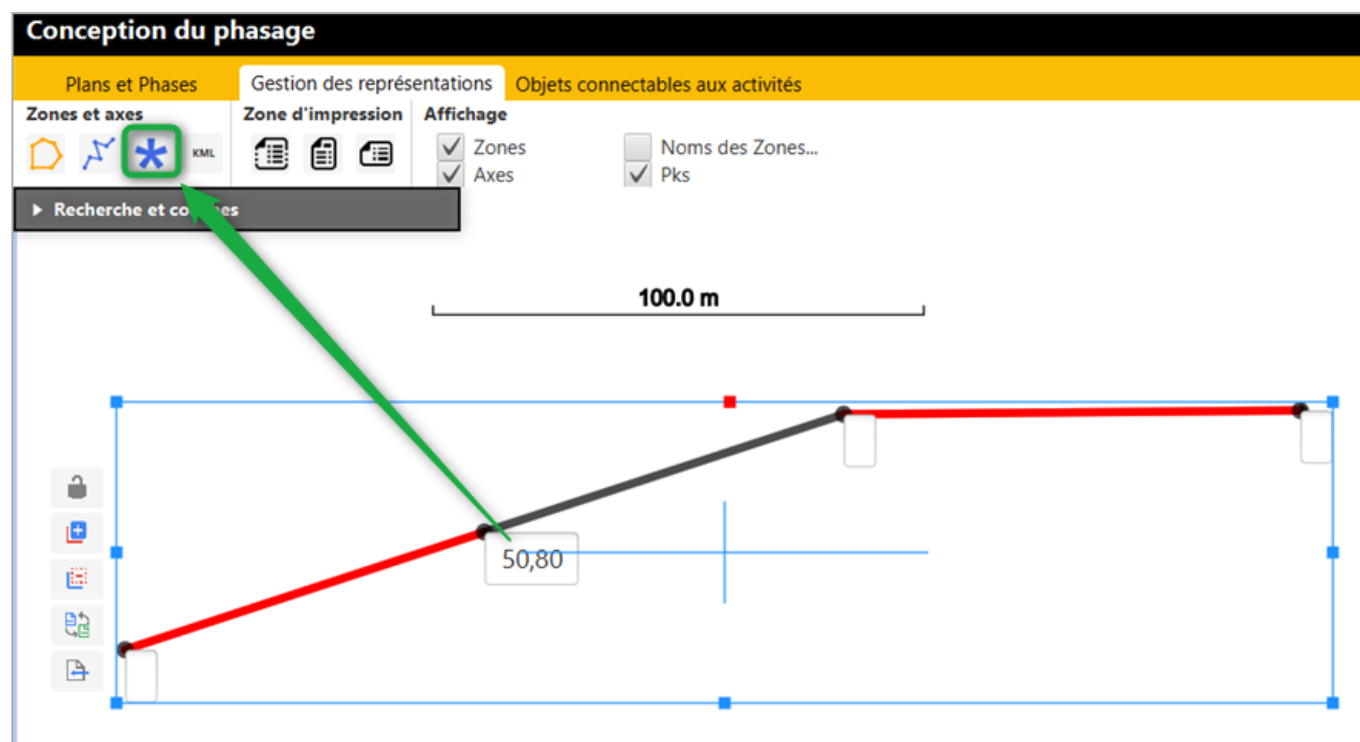 Conception du phasage
Plans et Phases Gestion des représentations Objets connectables aux activités
Zones et axes Zone d'impression Affichage
KML Zones Noms des Zones...
Axes Pks
Recherche et
100.0 m
50,80